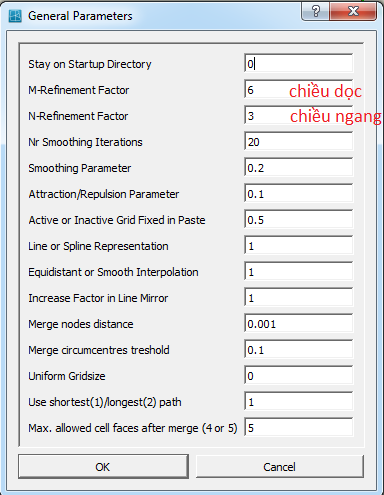 General Parameters
Stay on Startup Directory 0
M-Refinement Factor 6 chiều dọc
N-Refinement Factor 3 chiều ngang
Nr Smoothing Iterations 20
Smoothing Parameter 0.2
Attraction/Repulsion Parameter 0.1
Active or Inactive Grid Fixed in Paste 0.5
Line or Spline Representation 1
Equidistant or Smooth Interpolation 1
Increase Factor in Line Mirror 1
Merge nodes distance 0.001
Merge circumcentres treshold 0.1
Uniform Gridsize 0
Use shortest(1)/longest(2) path 1
Max. allowed cell faces after merge (4 or 5) 5
OK Cancel